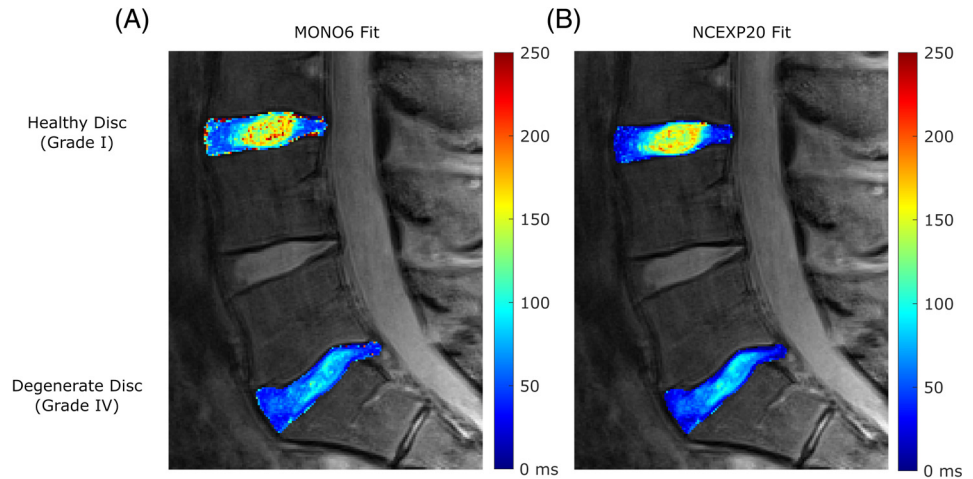 (A)
MONO6 Fit
(B)
NCEXP20 Fit
Healthy Disc
(Grade I)
Degenerate Disc
(Grade IV)
250
200
150
100
50
0 ms
250
200
150
100
50
0 ms